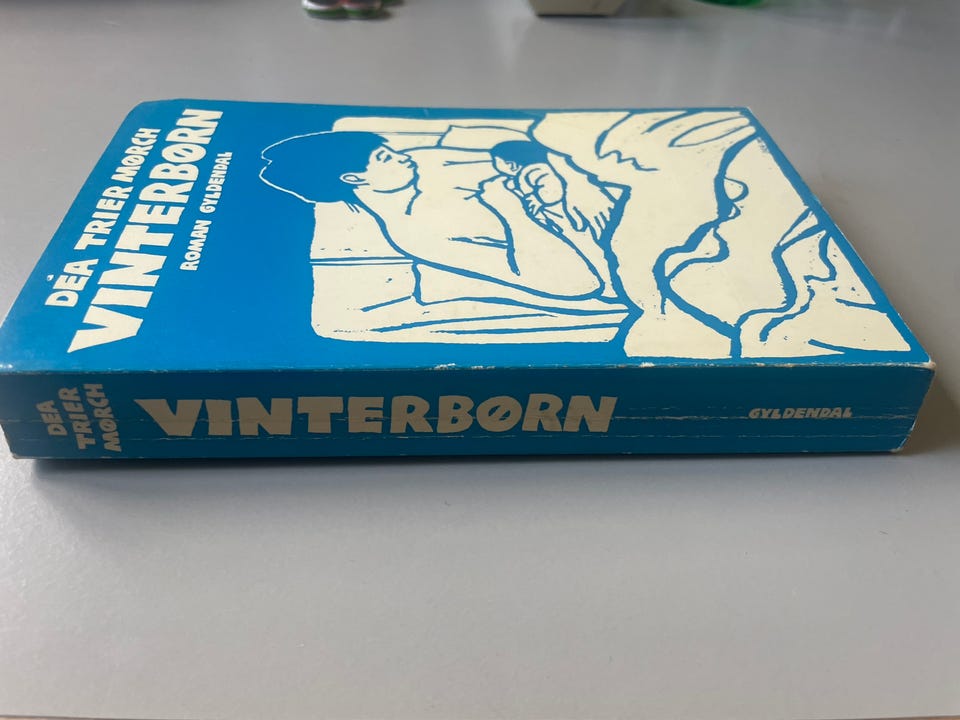 DEA TRIER MØRCH
VINTERBØRN
ROMAN GYLDENDAL
DEA
TRIER
MØRCH
VINTERBØRN
GYLDENDAL